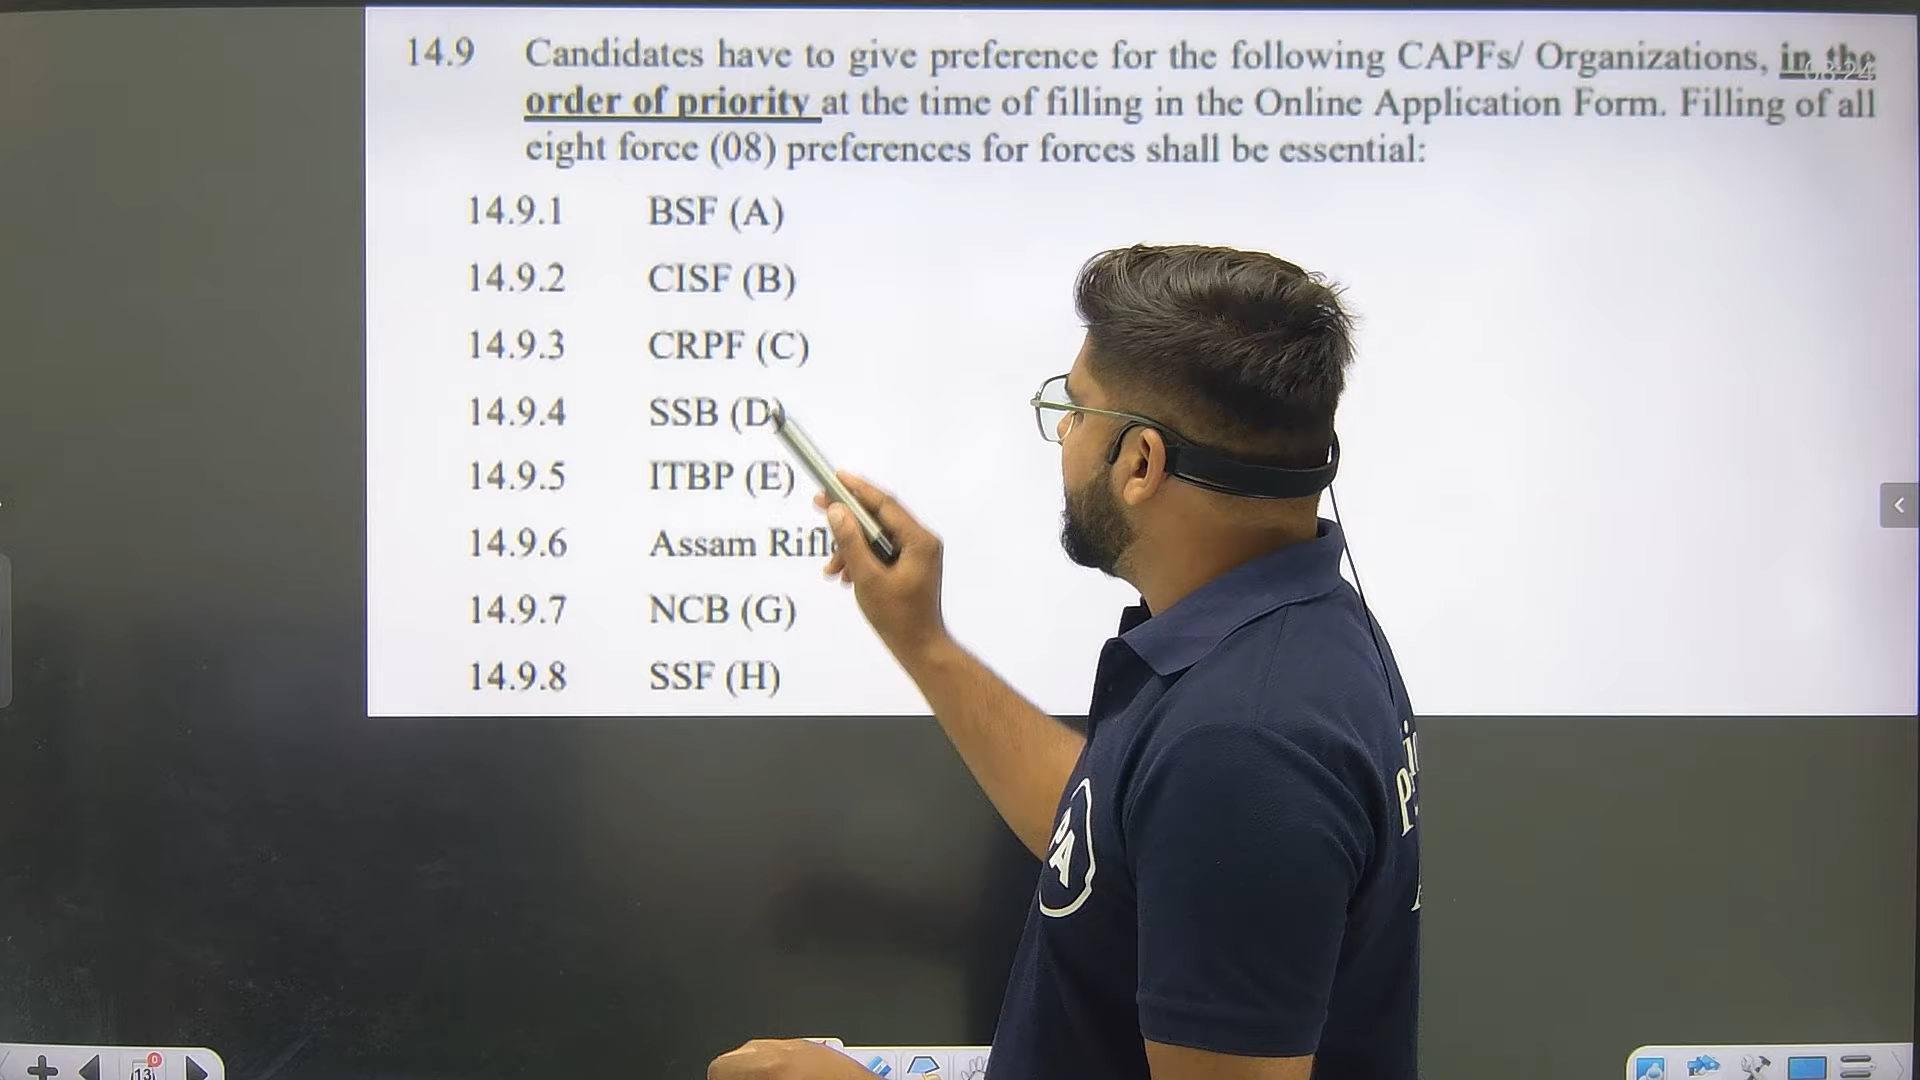 14.9 Candidates have to give preference for the following CAPFs/ Organizations, in the
order of priority at the time of filling in the Online Application Form. Filling of all
eight force (08) preferences for forces shall be essential:
14.9.1 BSF (A)
14.9.2 CISF (B)
14.9.3 CRPF (C)
14.9.4 SSB (D)
14.9.5 ITBP (E)
14.9.6 Assam
14.9.7 NCB (G)
14.9.8 SSF (H)
PA
13
0